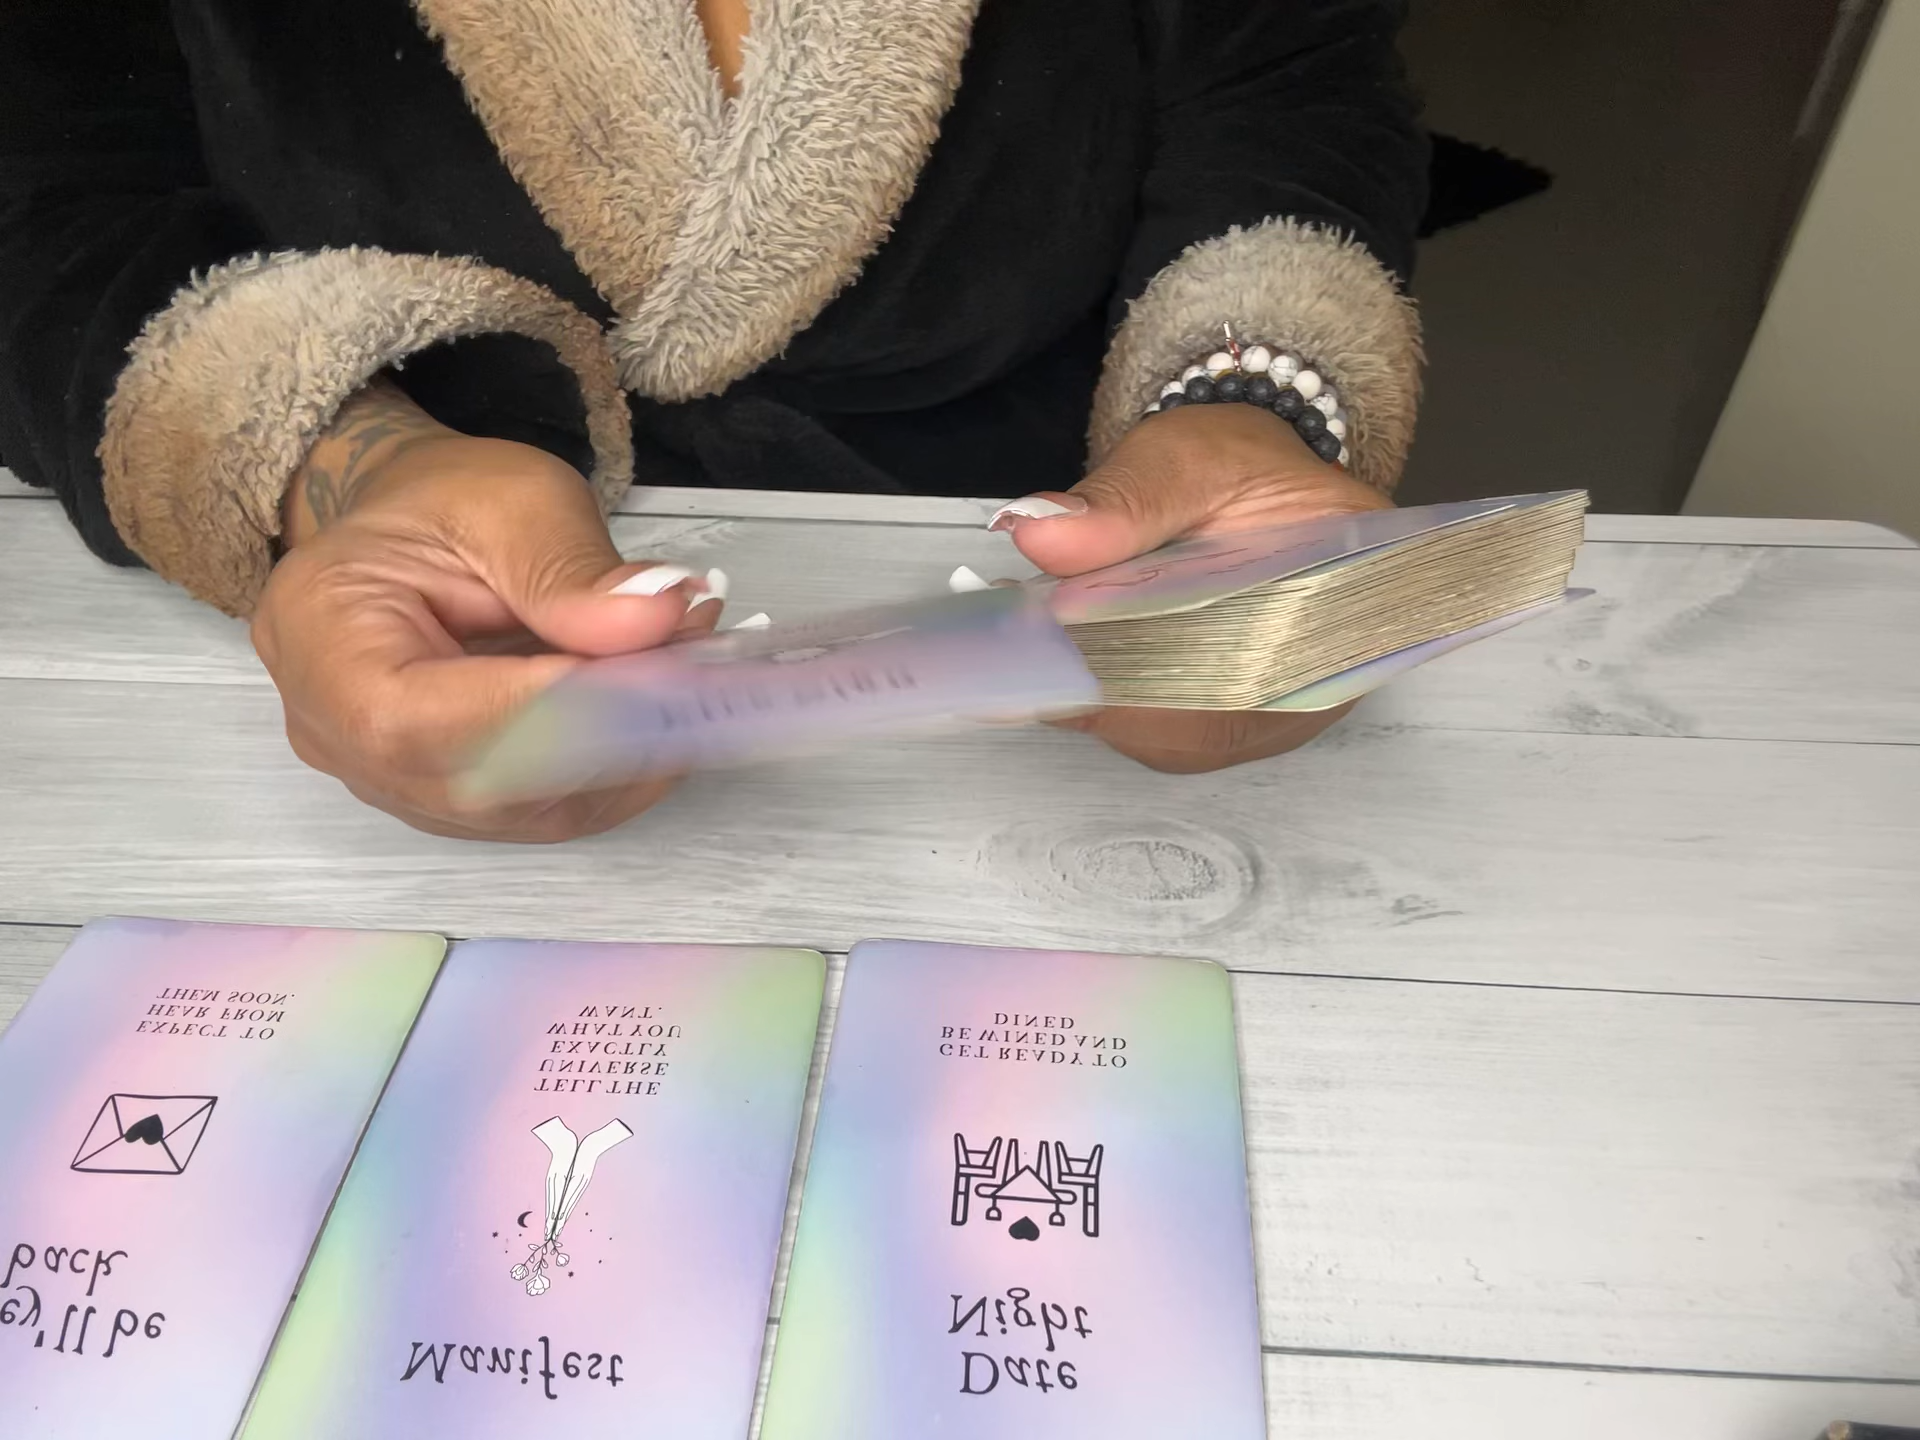 ey'll be
back
EXPECT TO
HEAR FROM
THEM SOON.
Manifest
TELL THE
UNIVERSE
EXACTLY
WHAT YOU
WANT.
Date
Night
GET READY TO
BE WINED AND
DINED